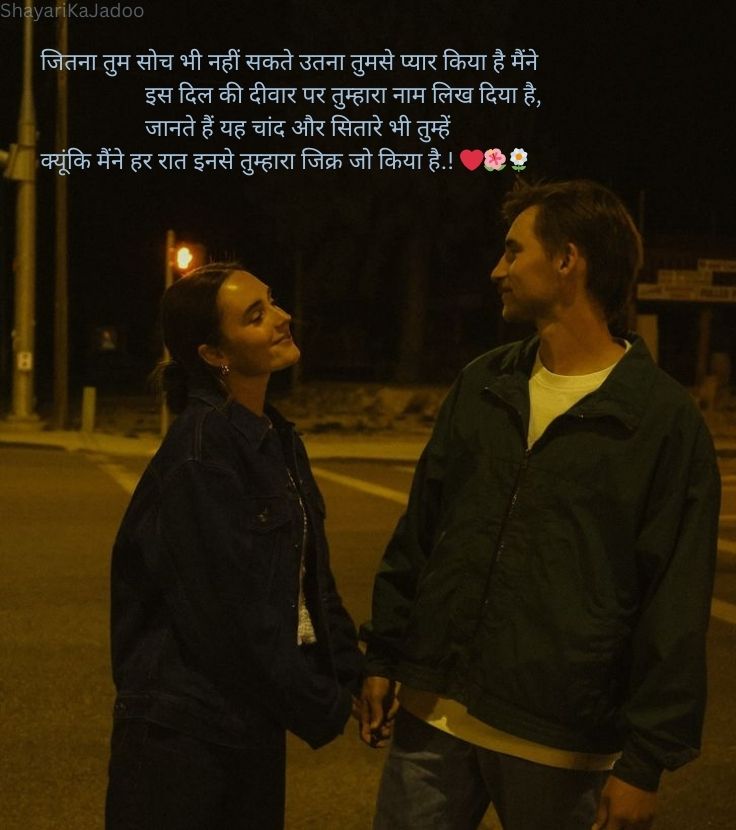 ShayariKaJadoo
जितना तुम सोच भी नहीं सकते उतना तुमसे प्यार किया है मैंने
इस दिल की दीवार पर तुम्हारा नाम लिख दिया है,
जानते हैं यह चांद और सितारे भी तुम्हें
क्यूंकि मैंने हर रात इनसे तुम्हारा जिक्र जो किया है.! ❤️🌺🌼